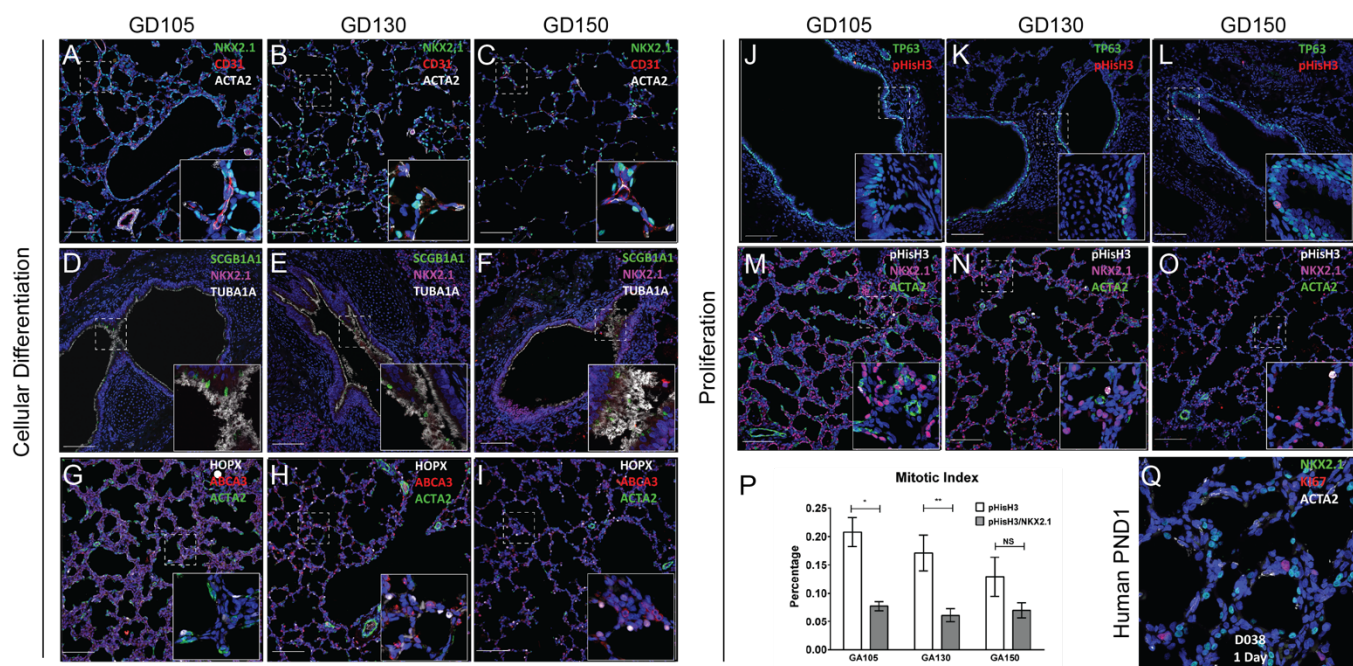 GD105 GD130 GD150
Cellular Differentiation
A NKX2.1 CD31 ACTA2
B NKX2.1 CD31 ACTA2
C NKX2.1 CD31 ACTA2
D SCGB1A1 NKX2.1 TUBA1A
E SCGB1A1 NKX2.1 TUBA1A
F SCGB1A1 NKX2.1 TUBA1A
G HOPX ABCA3 ACTA2
H HOPX ABCA3 ACTA2
I HOPX ABCA3 ACTA2
GD105 GD130 GD150
Proliferation
J TP63 pHisH3
K TP63 pHisH3
L TP63 pHisH3
M pHisH3 NKX2.1 ACTA2
N pHisH3 NKX2.1 ACTA2
O pHisH3 NKX2.1 ACTA2
P
Mitotic Index
pHisH3
pHisH3/NKX2.1
* ** NS
Percentage
0.25
0.20
0.15
0.10
0.05
0.00
GA105 GA130 GA150
Human PND1
Q NKX2.1 Ki67 ACTA2
D038
1 Day